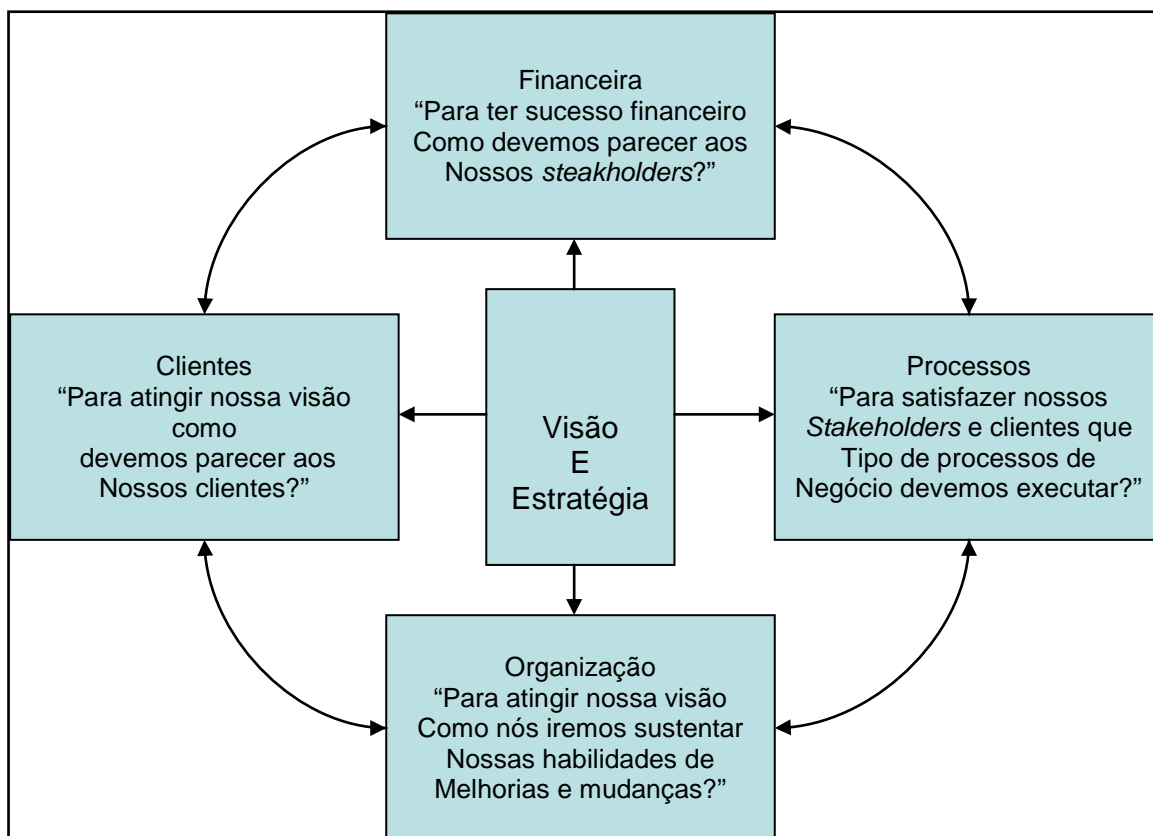 Financeira
“Para ter sucesso financeiro
Como devemos parecer aos
Nossos steakholders?”
Clientes
“Para atingir nossa visão
como
devemos parecer aos
Nossos clientes?”
Visão
E
Estratégia
Processos
“Para satisfazer nossos
Stakeholders e clientes que
Tipo de processos de
Negócio devemos executar?”
Organização
“Para atingir nossa visão
Como nós iremos sustentar
Nossas habilidades de
Melhorias e mudanças?”